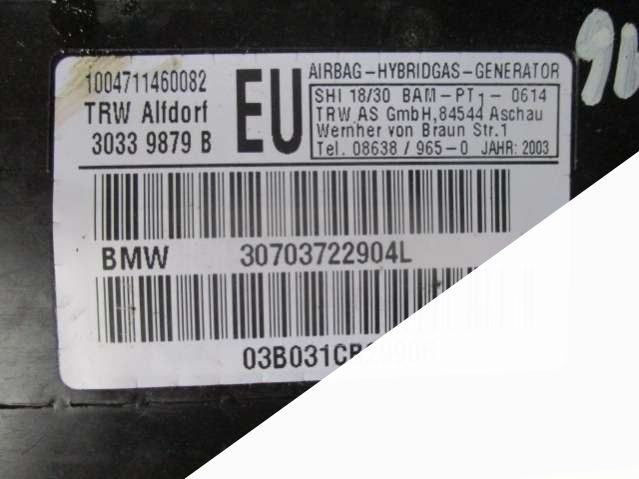 1004711460082
TRW Alfdorf
3033 9879 B
EU
AIRBAG-HYBRIDGAS-GENERATOR
SHI 18/30 BAM-PT1-0614
TRW AS GmbH,84544 Aschau
Wernher von Braun Str.1
Tel. 08638/965-0 JAHR: 2003
BMW 30703722904L